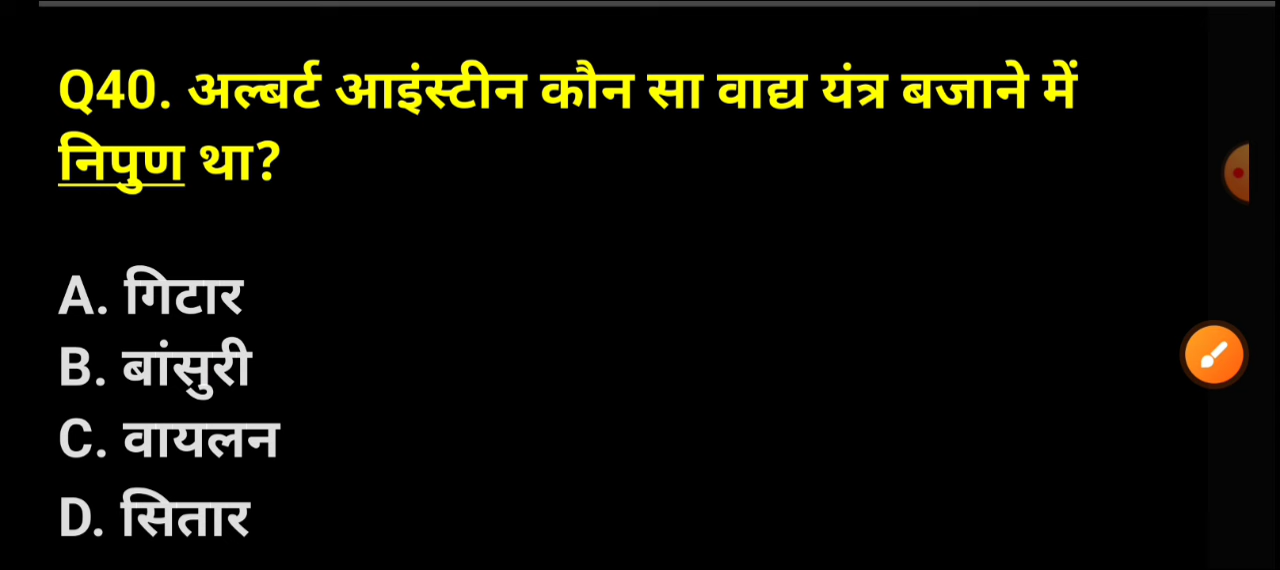 Q40. अल्बर्ट आइंस्टीन कौन सा वाद्य यंत्र बजाने में
निपुण था?
A. गिटार
B. बांसुरी
C. वायलन
D. सितार